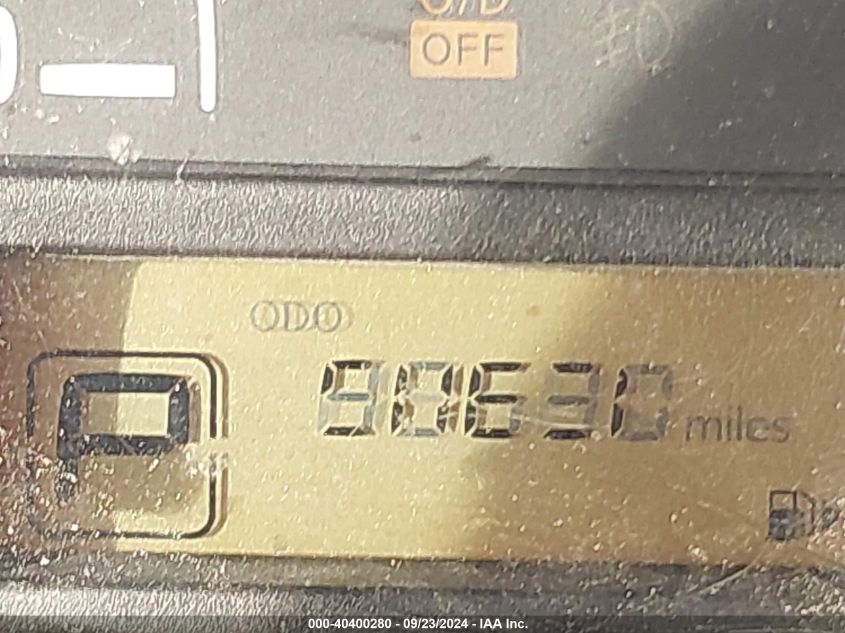 O/D
OFF
ODO
90630 miles
P
000-40400280 - 09/23/2024 - IAA Inc.